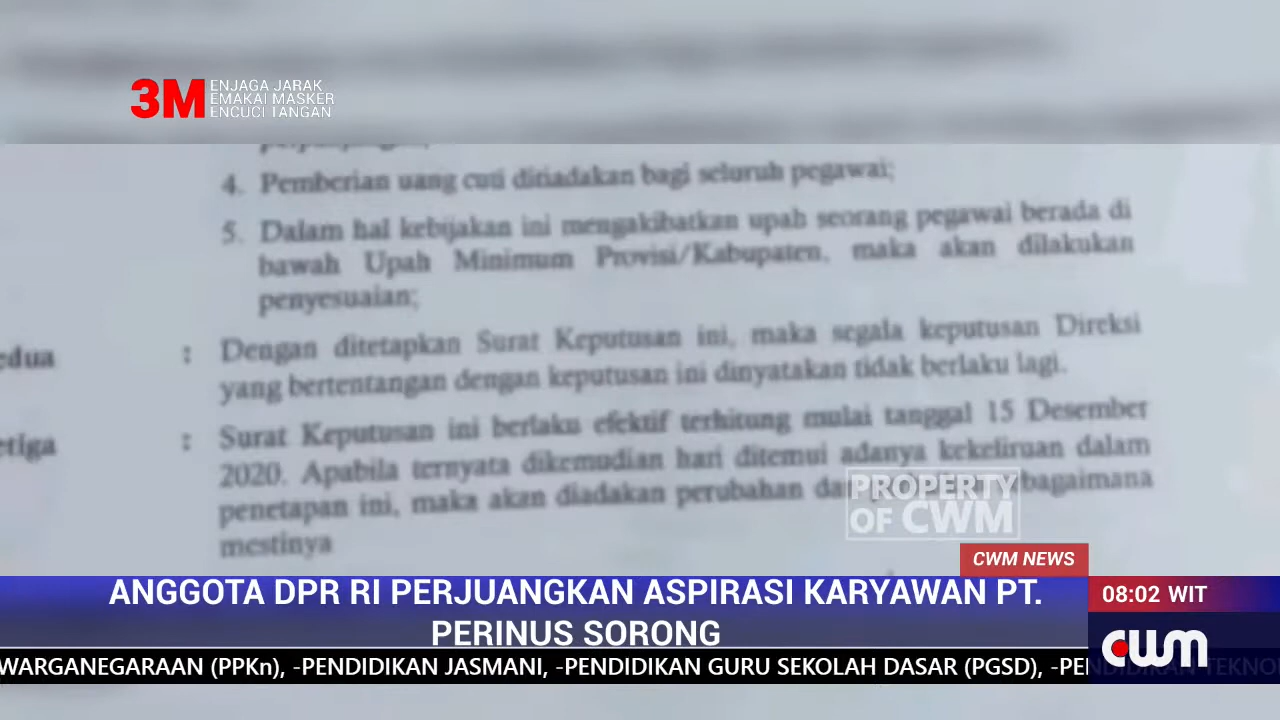 3M ENJAGA JARAK
EMAKAI MASKER
ENCUCI TANGAN
4. Pemberian uang cuti ditiadakan bagi seluruh pegawai;
5. Dalam hal kebijakan ini mengakibatkan upah seorang pegawai berada di
bawah Upah Minimum Provisi/Kabupaten, maka akan dilakukan
penyesuaian;
edua : Dengan ditetapkan Surat Keputusan ini, maka segala keputusan Direksi
yang bertentangan dengan keputusan ini dinyatakan tidak berlaku lagi.
etiga : Surat Keputusan ini berlaku efektif terhitung mulai tanggal 15 Desember
2020. Apabila ternyata dikemudian hari ditemui adanya kekeliruan dalam
penetapan ini, maka akan diadakan perubahan dan bagaimana
mestinya
PROPERTY
OF CWM
CWM NEWS
ANGGOTA DPR RI PERJUANGKAN ASPIRASI KARYAWAN PT.
PERINUS SORONG
08:02 WIT
CWM
WARGANEGARAAN (PPKn), -PENDIDIKAN JASMANI, -PENDIDIKAN GURU SEKOLAH DASAR (PGSD), -PENDIDIKAN TEKNO